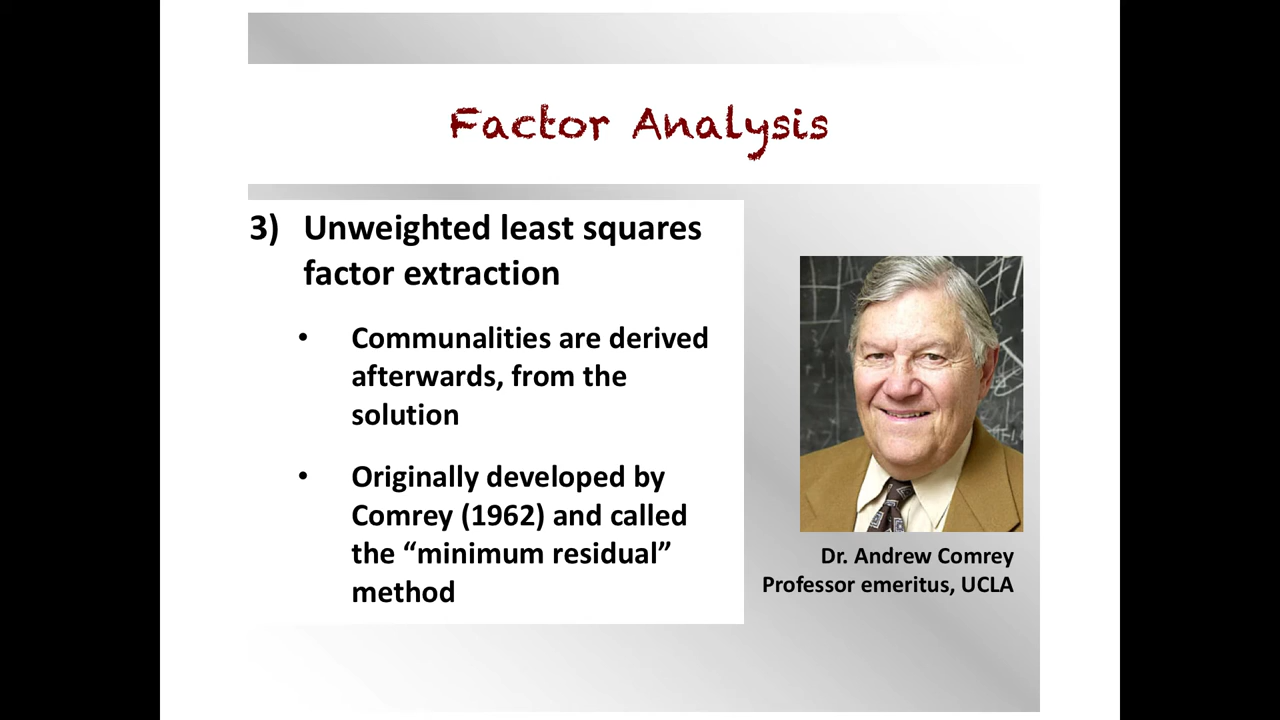 Factor Analysis
3) Unweighted least squares
factor extraction
• Communalities are derived
afterwards, from the
solution
• Originally developed by
Comrey (1962) and called
the “minimum residual”
method
Dr. Andrew Comrey
Professor emeritus, UCLA